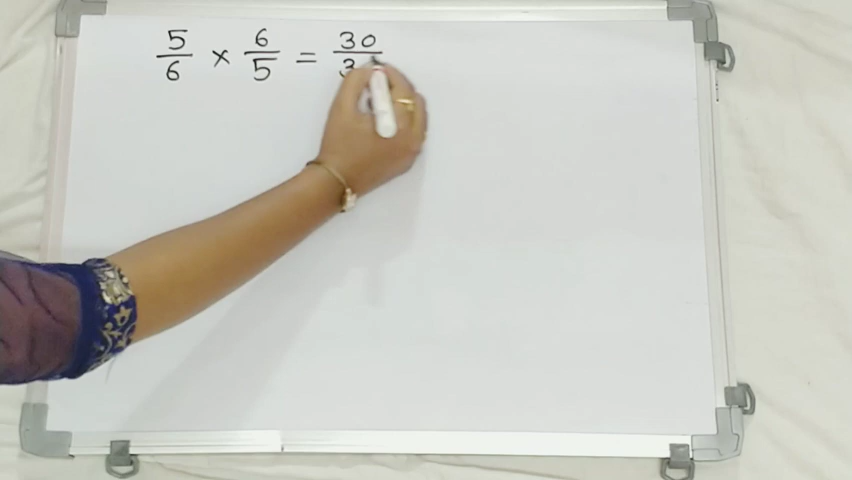 5/6 × 6/5 = 30/3